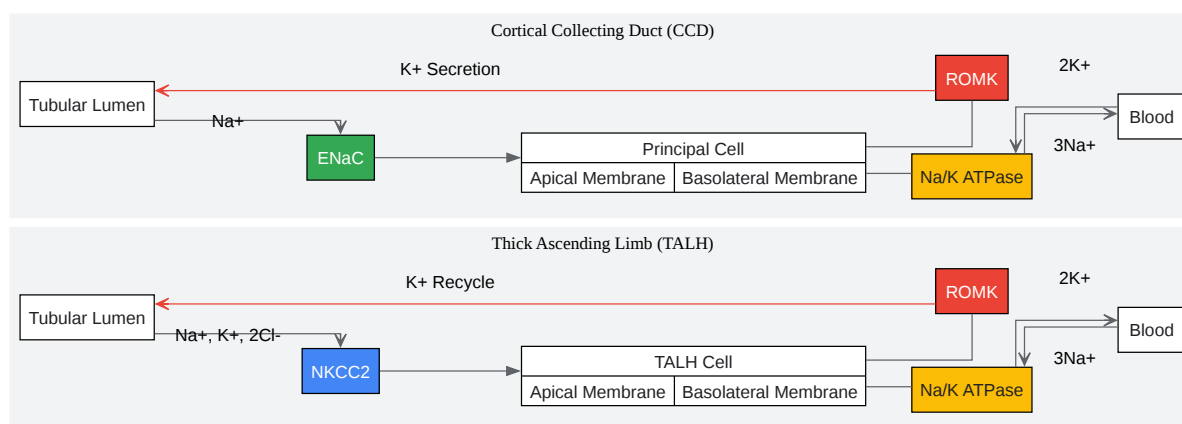 Cortical Collecting Duct (CCD)
K+ Secretion
ROMK
2K+
Tubular Lumen
Na+
Blood
ENaC
Principal Cell
3Na+
Apical Membrane
Basolateral Membrane
Na/K ATPase
Thick Ascending Limb (TALH)
K+ Recycle
ROMK
2K+
Tubular Lumen
Na+, K+, 2Cl-
Blood
NKCC2
TALH Cell
3Na+
Apical Membrane
Basolateral Membrane
Na/K ATPase